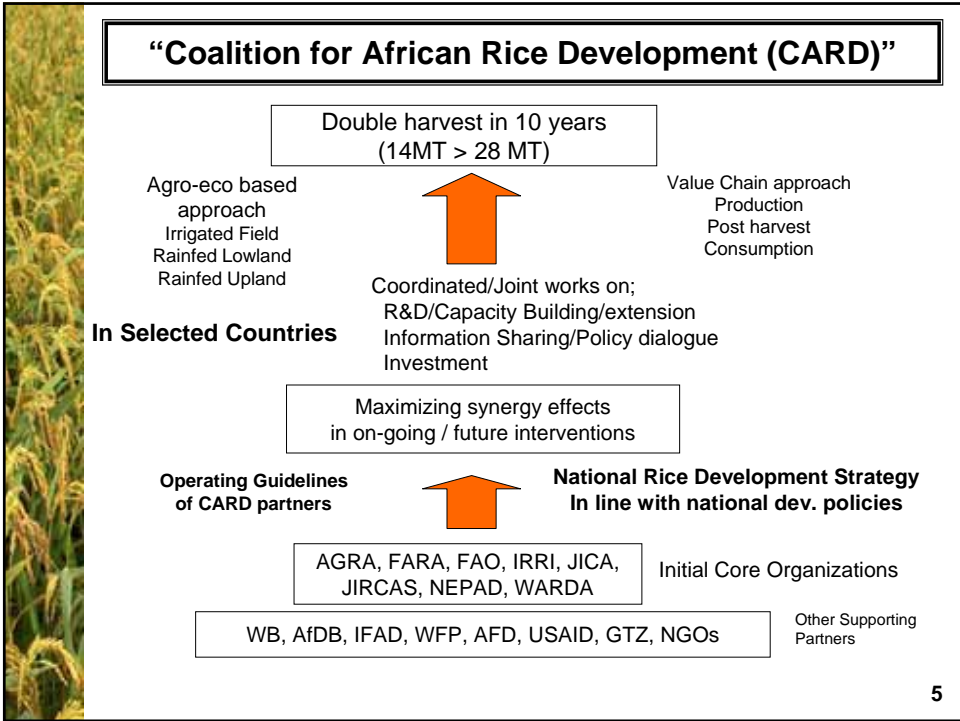 “Coalition for African Rice Development (CARD)”
Double harvest in 10 years
(14MT > 28 MT)
Agro-eco based
approach
Irrigated Field
Rainfed Lowland
Rainfed Upland
Value Chain approach
Production
Post harvest
Consumption
Coordinated/Joint works on;
R&D/Capacity Building/extension
Information Sharing/Policy dialogue
Investment
In Selected Countries
Maximizing synergy effects
in on-going / future interventions
Operating Guidelines
of CARD partners
National Rice Development Strategy
In line with national dev. policies
AGRA, FARA, FAO, IRRI, JICA,
JIRCAS, NEPAD, WARDA
Initial Core Organizations
WB, AfDB, IFAD, WFP, AFD, USAID, GTZ, NGOs
Other Supporting
Partners
5